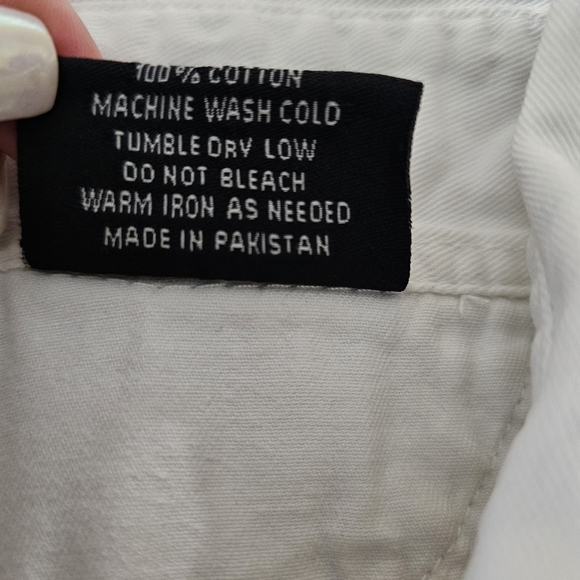 100% COTTON
MACHINE WASH COLD
TUMBLE DRY LOW
DO NOT BLEACH
WARM IRON AS NEEDED
MADE IN PAKISTAN